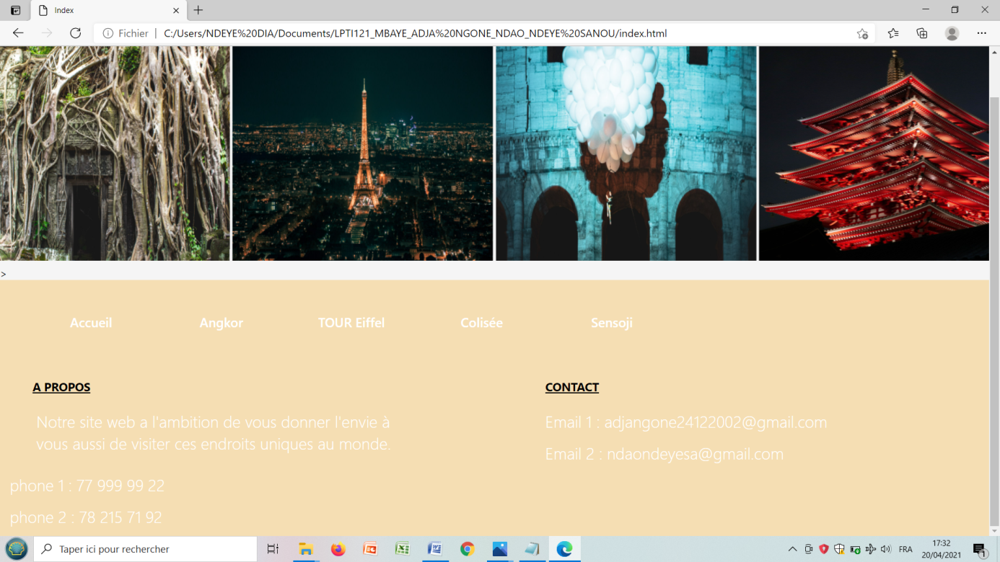 Index
Fichier | C:/Users/NDEYE%20DIA/Documents/LPTI121_MBAYE_ADJA%20NGONE_NDAO_NDEYE%20SANOU/index.html
>
Accueil Angkor TOUR Eiffel Colisée Sensoji
A PROPOS
Notre site web a l'ambition de vous donner l'envie à
vous aussi de visiter ces endroits uniques au monde.
CONTACT
Email 1 : adjangone24122002@gmail.com
Email 2 : ndaondeyesa@gmail.com
phone 1 : 77 999 99 22
phone 2 : 78 215 71 92
Taper ici pour rechercher
FRA
17:32
20/04/2021
1